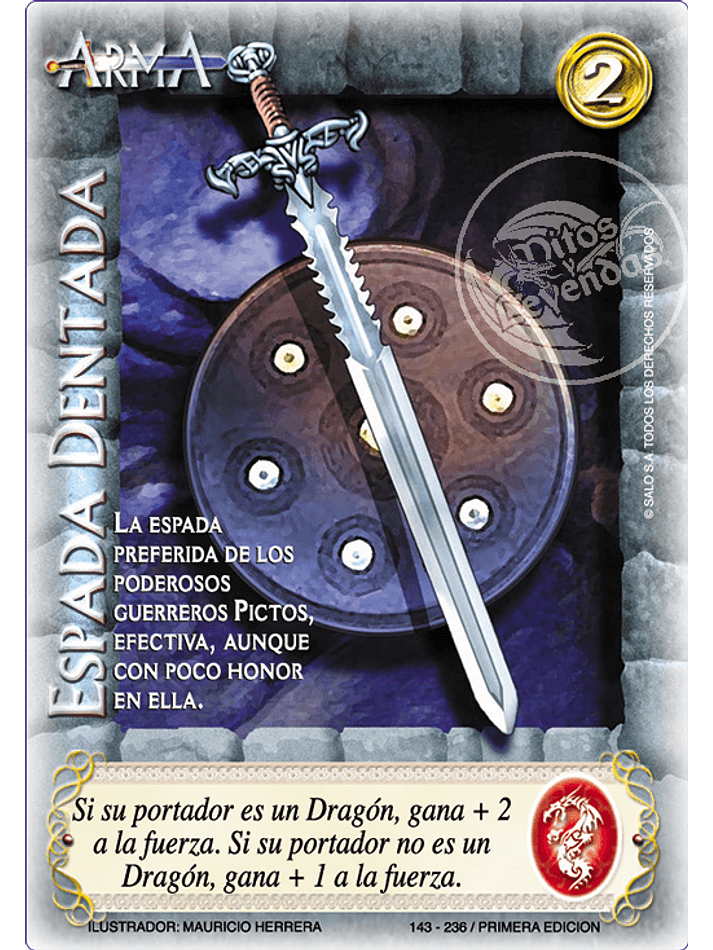 ARMA
2
ESPADA DENTADA
Mitos
y
Leyendas
© SALO S.A TODOS LOS DERECHOS RESERVADOS
LA ESPADA
PREFERIDA DE LOS
PODEROSOS
GUERREROS PICTOS,
EFECTIVA, AUNQUE
CON POCO HONOR
EN ELLA.
Si su portador es un Dragón, gana + 2
a la fuerza. Si su portador no es un
Dragón, gana + 1 a la fuerza.
ILUSTRADOR: MAURICIO HERRERA
143 - 236 / PRIMERA EDICION